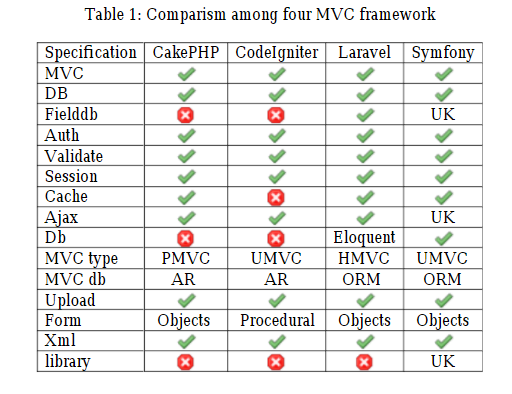 Table 1: Comparism among four MVC framework
Specification CakePHP CodeIgniter Laravel Symfony
MVC
DB
Fielddb UK
Auth
Validate
Session
Cache
Ajax UK
Db Eloquent
MVC type PMVC UMVC HMVC UMVC
MVC db AR AR ORM ORM
Upload
Form Objects Procedural Objects Objects
Xml
library UK